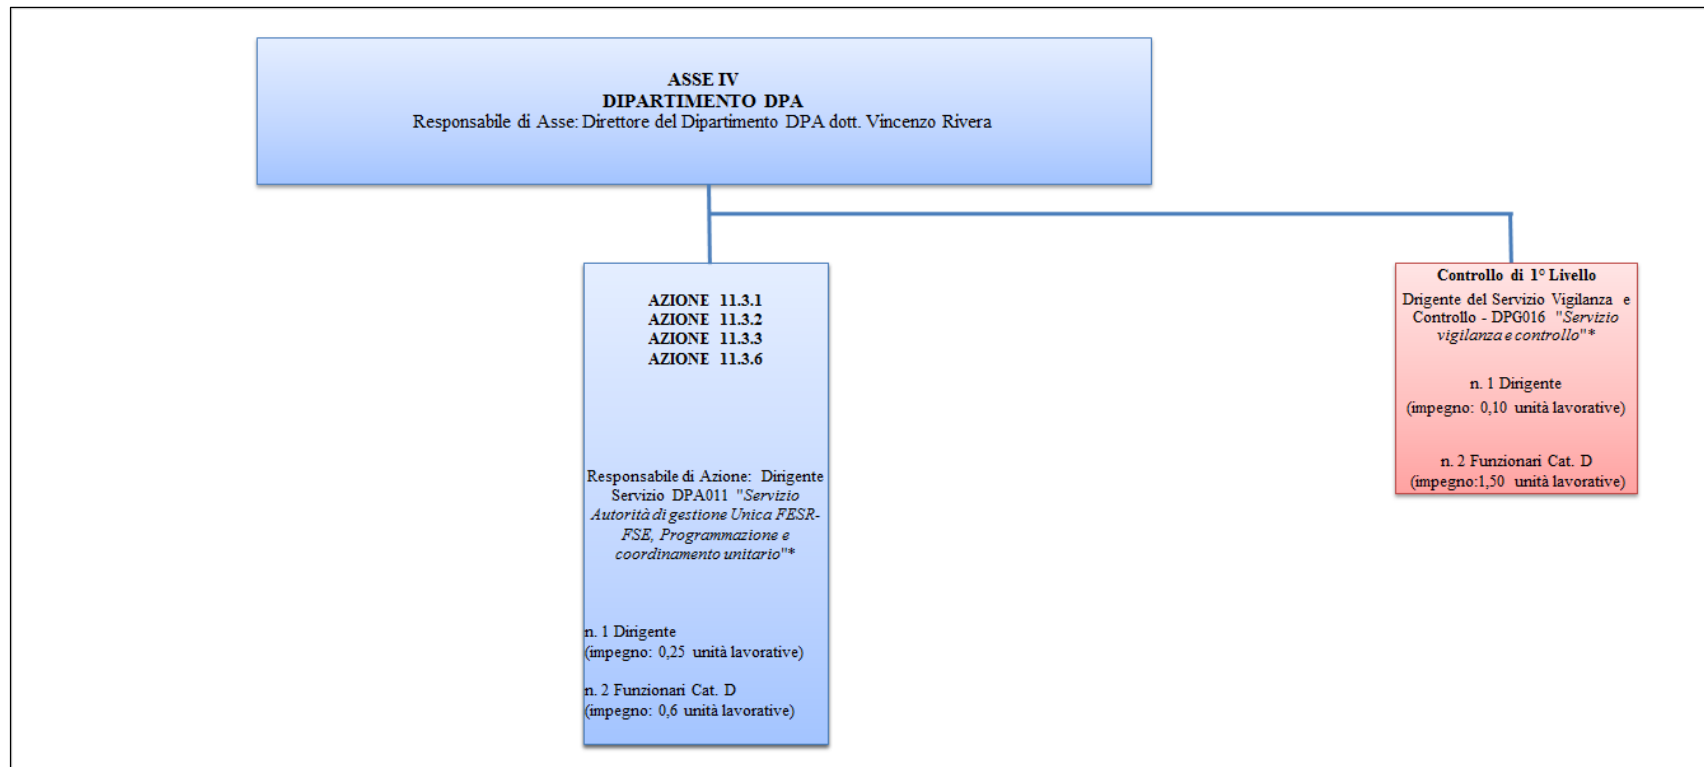 ASSE IV
DIPARTIMENTO DPA
Responsabile di Asse: Direttore del Dipartimento DPA dott. Vincenzo Rivera
AZIONE 11.3.1
AZIONE 11.3.2
AZIONE 11.3.3
AZIONE 11.3.6
Responsabile di Azione: Dirigente
Servizio DPA011 "Servizio
Autorità di gestione Unica FESR-
FSE, Programmazione e
coordinamento unitario"*
n. 1 Dirigente
(impegno: 0,25 unità lavorative)
n. 2 Funzionari Cat. D
(impegno: 0,6 unità lavorative)
Controllo di 1° Livello
Drigente del Servizio Vigilanza e
Controllo - DPG016 "Servizio
vigilanza e controllo"*
n. 1 Dirigente
(impegno: 0,10 unità lavorative)
n. 2 Funzionari Cat. D
(impegno:1,50 unità lavorative)